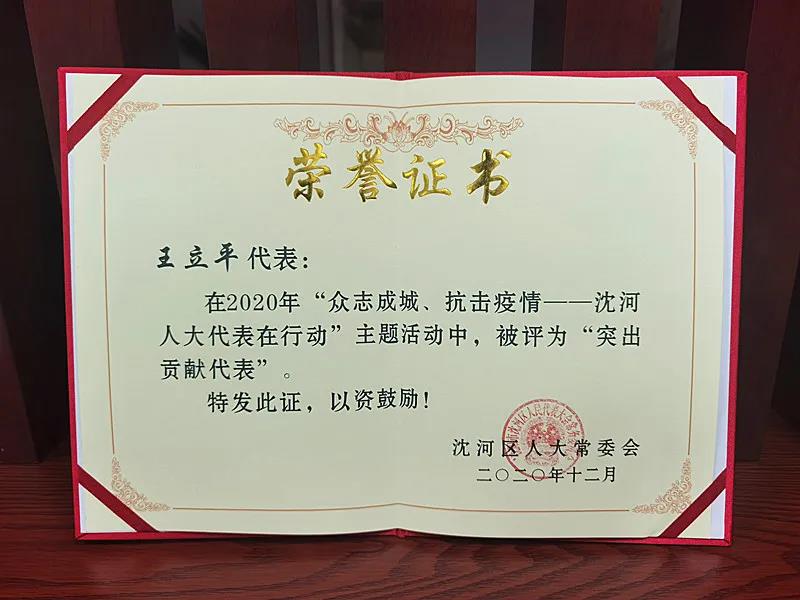 荣誉证书
王立平代表：
在2020年“众志成城、抗击疫情——沈河
人大代表在行动”主题活动中，被评为“突出
贡献代表”。
特发此证，以资鼓励！
沈河区人大常委会
二〇二〇年十二月